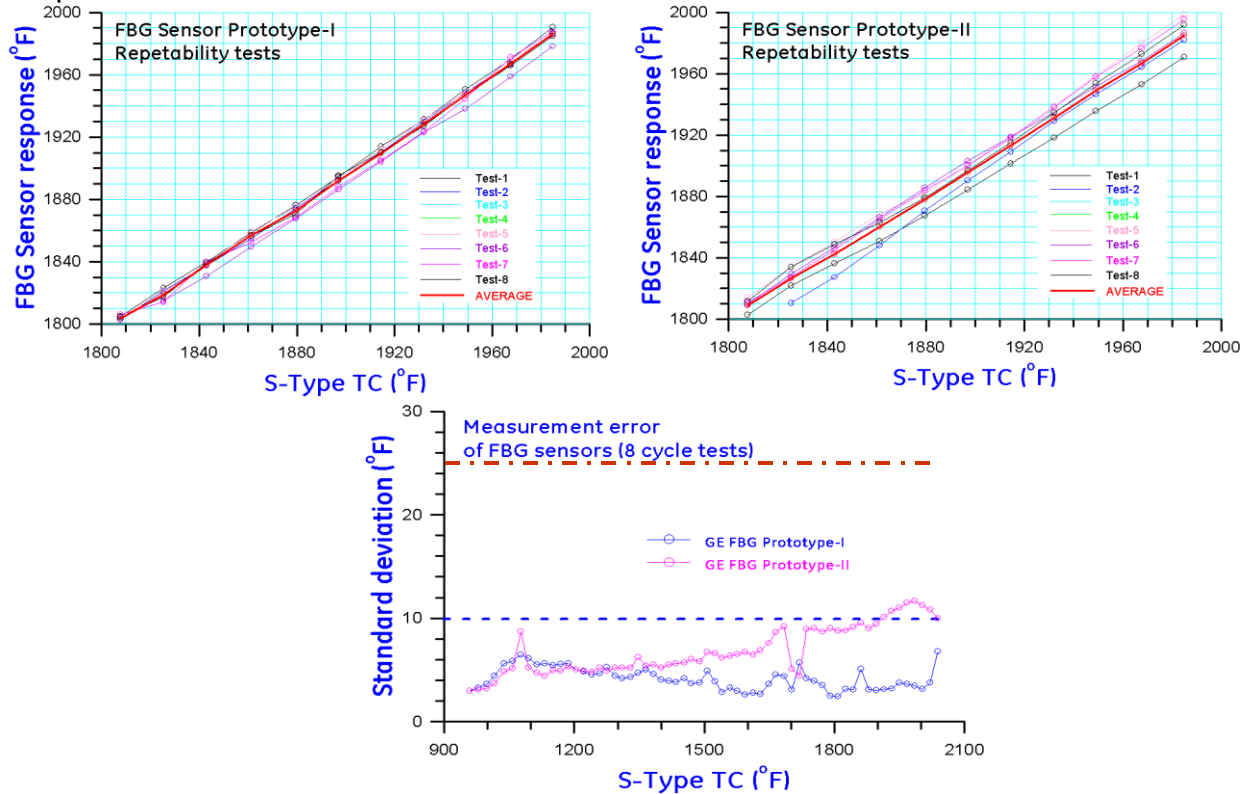 FBG Sensor Prototype-I
Repetability tests
FBG Sensor response (°F)
2000
1960
1920
1880
1840
1800
Test-1
Test-2
Test-3
Test-4
Test-5
Test-6
Test-7
Test-8
AVERAGE
1800 1840 1880 1920 1960 2000
S-Type TC (°F)
FBG Sensor Prototype-II
Repetability tests
FBG Sensor response (°F)
2000
1960
1920
1880
1840
1800
Test-1
Test-2
Test-3
Test-4
Test-5
Test-6
Test-7
Test-8
AVERAGE
1800 1840 1880 1920 1960 2000
S-Type TC (°F)
Measurement error
of FBG sensors (8 cycle tests)
Standard deviation (°F)
30
20
10
0
GE FBG Prototype-I
GE FBG Prototype-II
900 1200 1500 1800 2100
S-Type TC (°F)